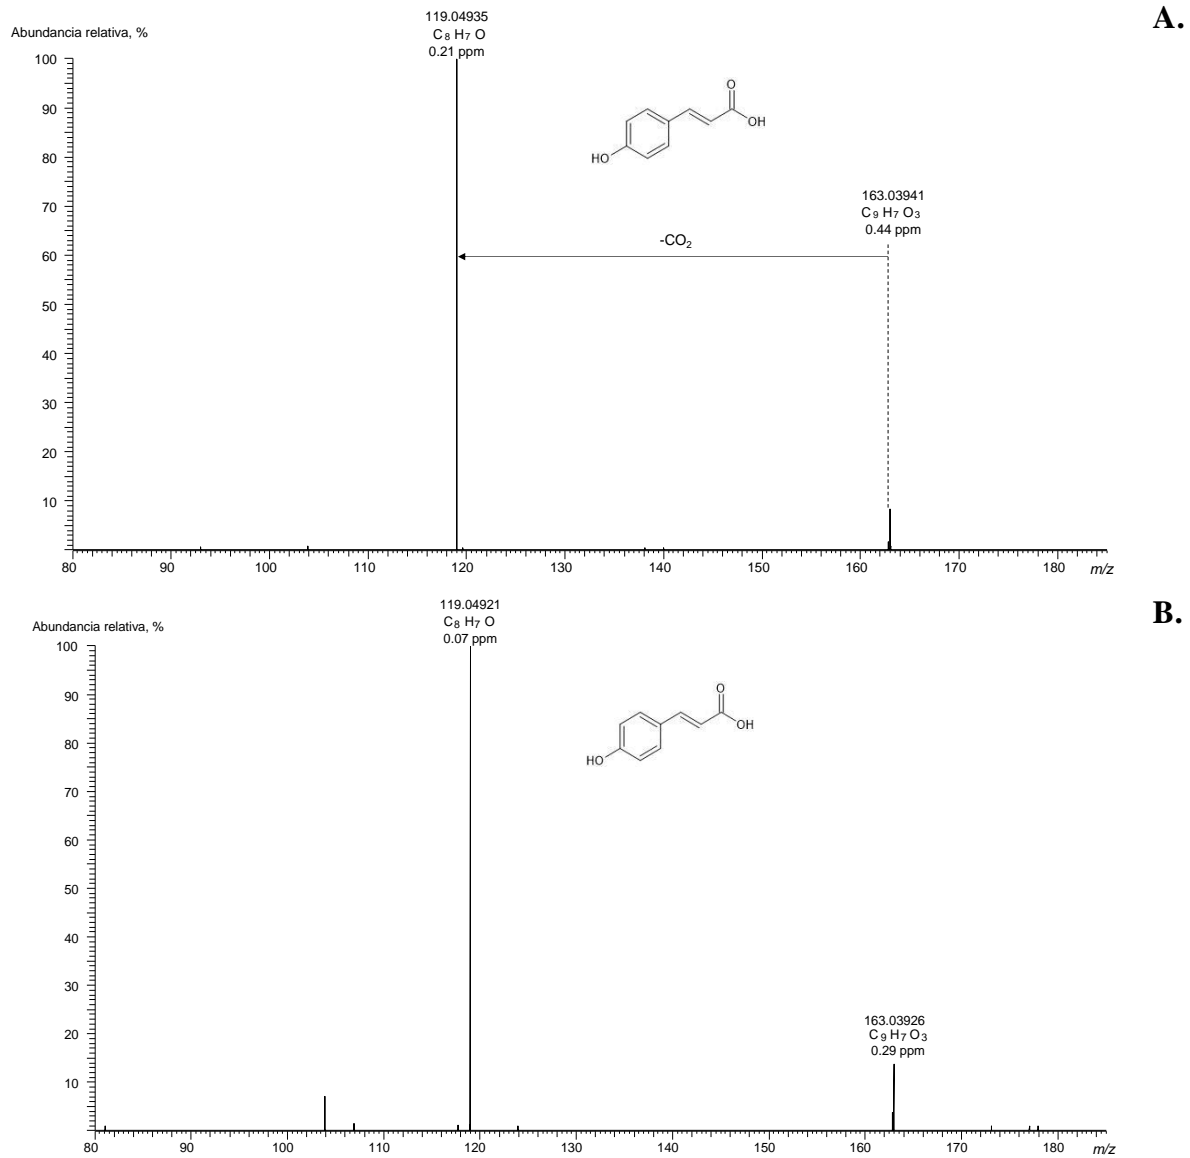 A.
Abundancia relativa, %
119.04935
C8 H7 O
0.21 ppm
O
OH
HO
163.03941
C9 H7 O3
0.44 ppm
-CO2
100
90
80
70
60
50
40
30
20
10
80 90 100 110 120 130 140 150 160 170 180 m/z
B.
Abundancia relativa, %
119.04921
C8 H7 O
0.07 ppm
O
OH
HO
163.03926
C9 H7 O3
0.29 ppm
100
90
80
70
60
50
40
30
20
10
80 90 100 110 120 130 140 150 160 170 180 m/z